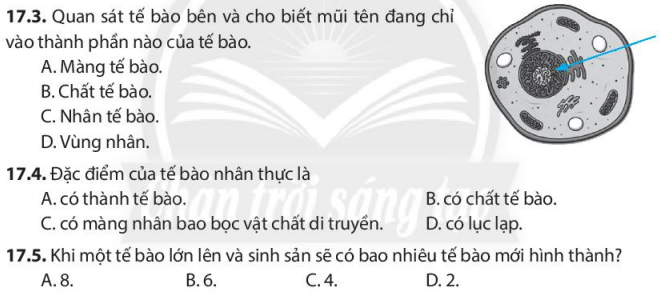 17.3. Quan sát tế bào bên và cho biết mũi tên đang chỉ
vào thành phần nào của tế bào.
A. Màng tế bào.
B. Chất tế bào.
C. Nhân tế bào.
D. Vùng nhân.
17.4. Đặc điểm của tế bào nhân thực là
A. có thành tế bào. B. có chất tế bào.
C. có màng nhân bao bọc vật chất di truyền. D. có lục lạp.
17.5. Khi một tế bào lớn lên và sinh sản sẽ có bao nhiêu tế bào mới hình thành?
A. 8. B. 6. C. 4. D. 2.
Chân trời sáng tạo